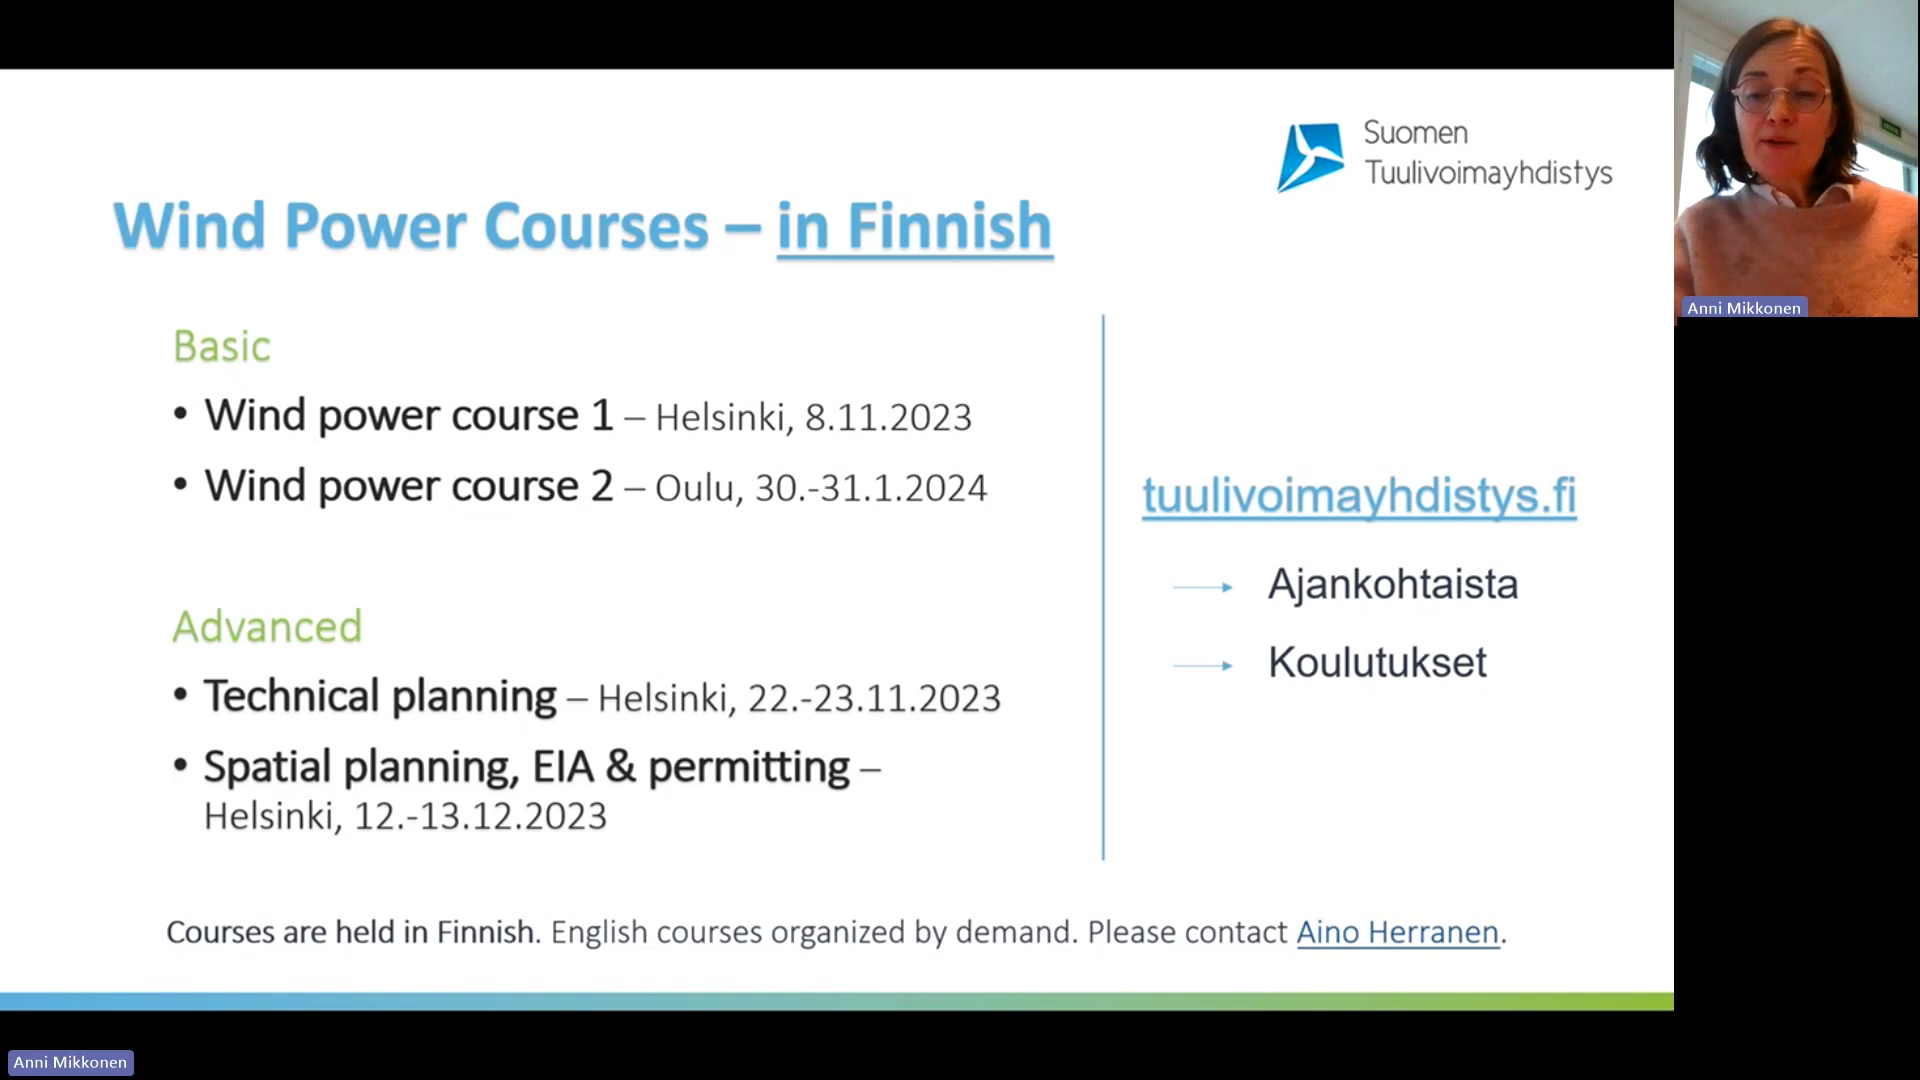 Suomen
Tuulivoimayhdistys
Wind Power Courses – in Finnish
Basic
• Wind power course 1 – Helsinki, 8.11.2023
• Wind power course 2 – Oulu, 30.-31.1.2024
Advanced
• Technical planning – Helsinki, 22.-23.11.2023
• Spatial planning, EIA & permitting –
Helsinki, 12.-13.12.2023
tuulivoimayhdistys.fi
Ajankohtaista
Koulutukset
Courses are held in Finnish. English courses organized by demand. Please contact Aino Herranen.
Anni Mikkonen
Anni Mikkonen